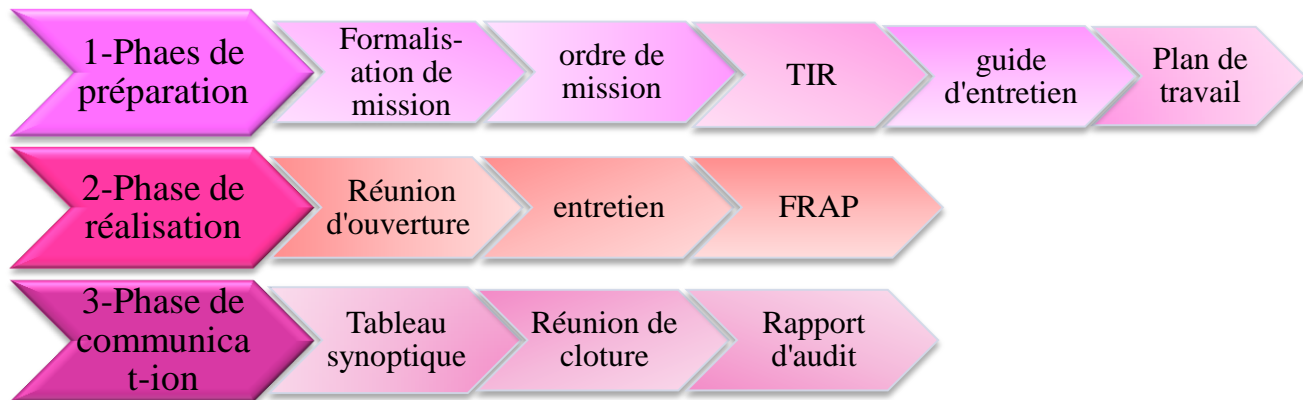 1-Phaes de
préparation
Formalis-
ation de
mission
ordre de
mission
TIR
guide
d'entretien
Plan de
travail
2-Phase de
réalisation
Réunion
d'ouverture
entretien
FRAP
3-Phase de
communica
t-ion
Tableau
synoptique
Réunion de
cloture
Rapport
d'audit